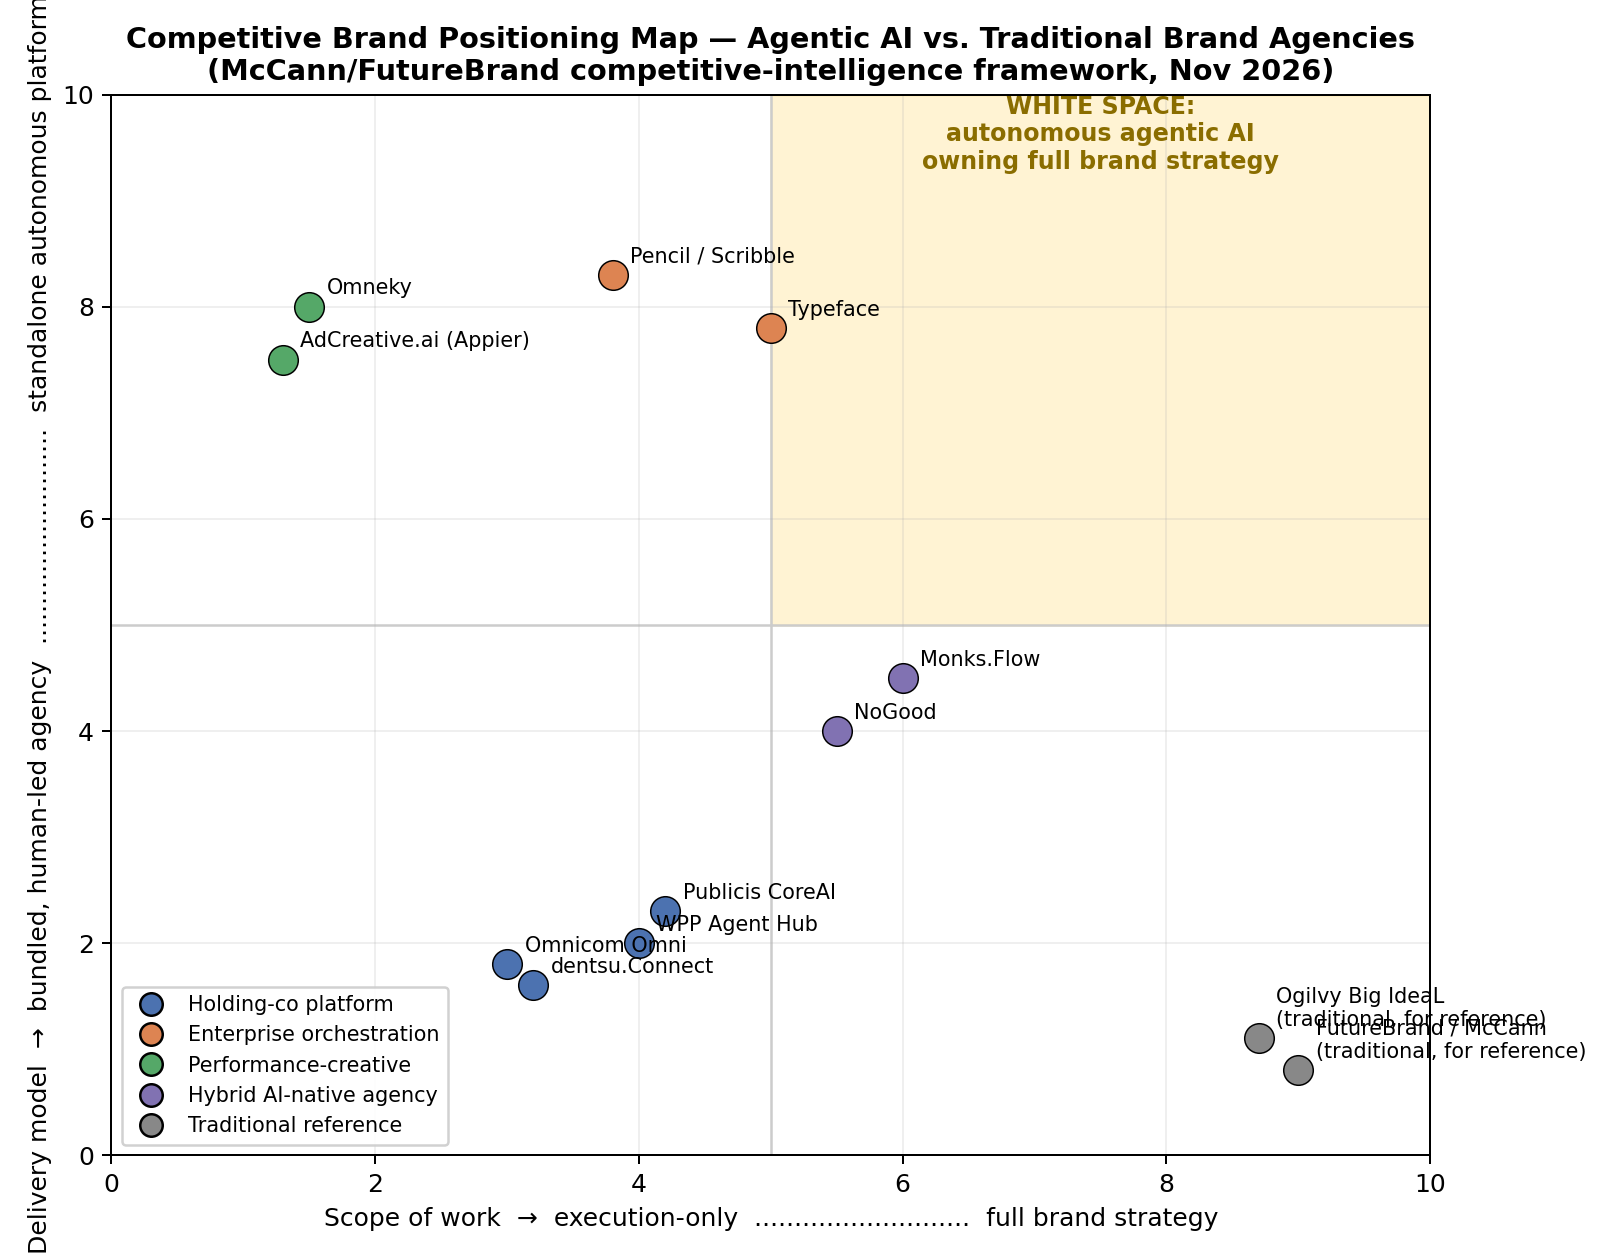 Competitive Brand Positioning Map — Agentic AI vs. Traditional Brand Agencies
(McCann/FutureBrand competitive-intelligence framework, Nov 2026)
Delivery model → bundled, human-led agency ........................... standalone autonomous platform
10
8
6
4
2
0
WHITE SPACE:
autonomous agentic AI
owning full brand strategy
Pencil / Scribble
Omneky
Typeface
AdCreative.ai (Appier)
Monks.Flow
NoGood
Publicis CoreAI
WPP Agent Hub
Omnicom Omni
dentsu.Connect
Ogilvy Big IdeaL
(traditional, for reference)
FutureBrand / McCann
(traditional, for reference)
Holding-co platform
Enterprise orchestration
Performance-creative
Hybrid AI-native agency
Traditional reference
0
2
4
6
8
10
Scope of work → execution-only ........................... full brand strategy